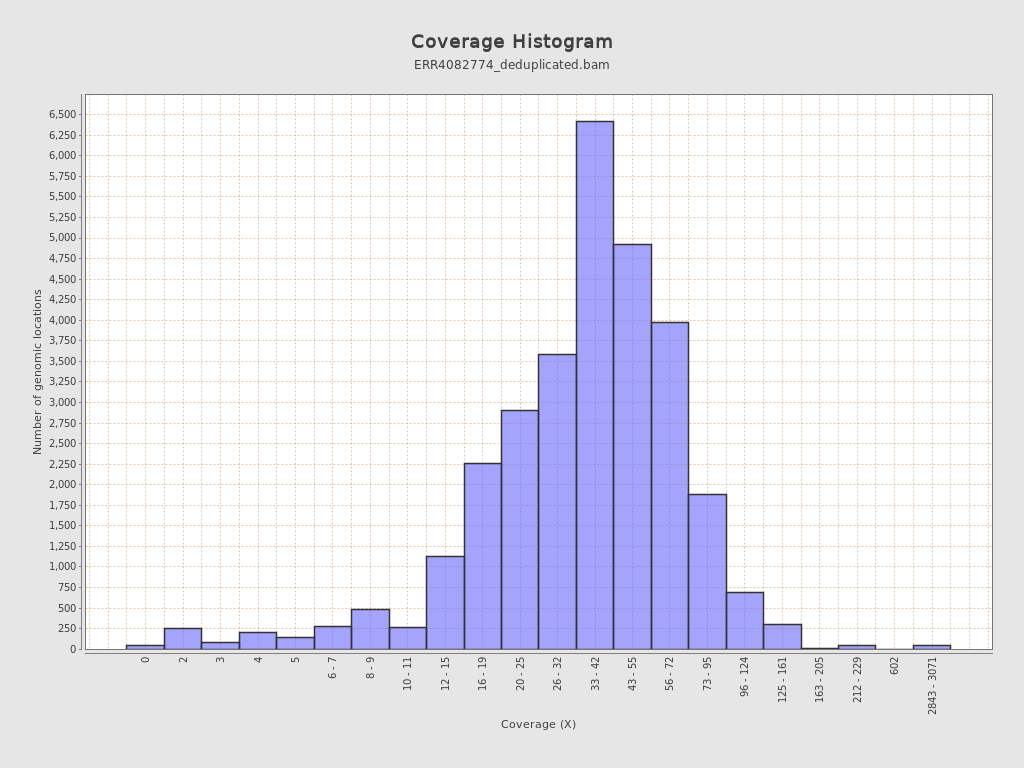 Coverage Histogram
ERR4082774_deduplicated.bam
Number of genomic locations
6,500
6,250
6,000
5,750
5,500
5,250
5,000
4,750
4,500
4,250
4,000
3,750
3,500
3,250
3,000
2,750
2,500
2,250
2,000
1,750
1,500
1,250
1,000
750
500
250
0
0
2
3
4
5
6 - 7
8 - 9
10 - 11
12 - 15
16 - 19
20 - 25
26 - 32
33 - 42
43 - 55
56 - 72
73 - 95
96 - 124
125 - 161
163 - 205
212 - 229
602
2843 - 3071
Coverage (X)